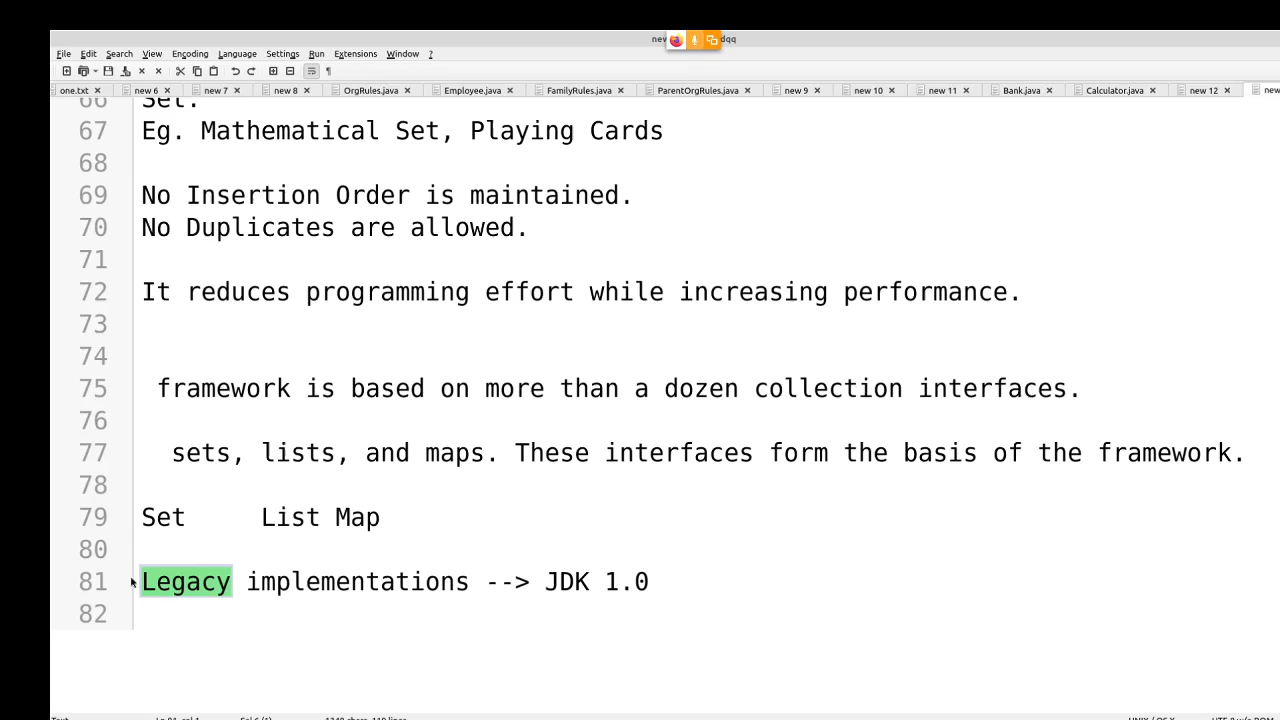 new dqq
File Edit Search View Encoding Language Settings Run Extensions Window ?
one.txt new 6 new 7 new 8 OrgRules.java Employee.java FamilyRules.java ParentOrgRules.java new 9 new 10 new 11 Bank.java Calculator.java new 12 new
66 Set:
67 Eg. Mathematical Set, Playing Cards
68
69 No Insertion Order is maintained.
70 No Duplicates are allowed.
71
72 It reduces programming effort while increasing performance.
73
74
75 framework is based on more than a dozen collection interfaces.
76
77 sets, lists, and maps. These interfaces form the basis of the framework.
78
79 Set List Map
80
81 Legacy implementations --> JDK 1.0
82